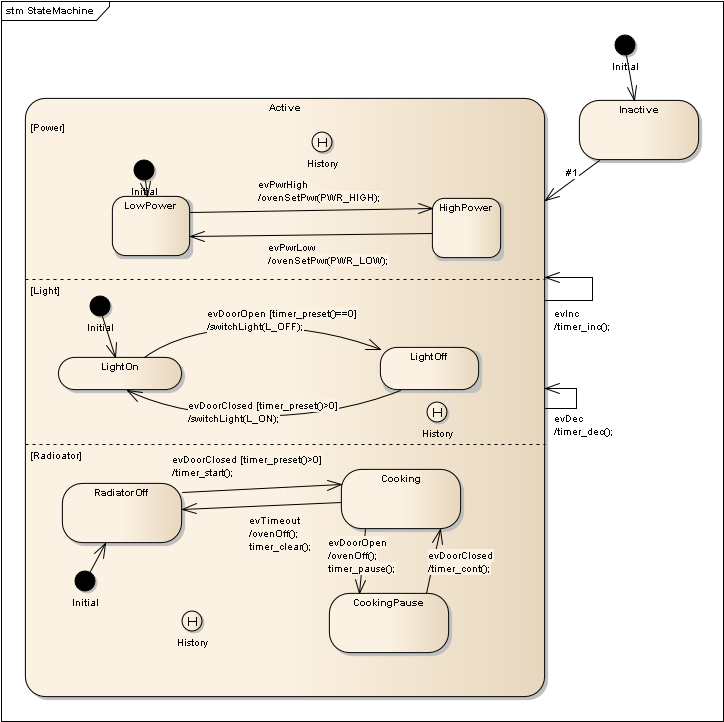 stm StateMachine
Initial
Inactive
#1
Active
[Power]
H
History
Initial
LowPower
evPwrHigh
/ovenSetPwr(PWR_HIGH);
HighPower
evPwrLow
/ovenSetPwr(PWR_LOW);
[Light]
Initial
evDoorOpen [timer_preset()==0]
/switchLight(L_OFF);
LightOn
LightOff
evDoorClosed [timer_preset()>0]
/switchLight(L_ON);
H
History
evInc
/timer_inc();
evDec
/timer_dec();
[Radioator]
evDoorClosed [timer_preset()>0]
/timer_start();
RadiatorOff
Cooking
evTimeout
/ovenOff();
timer_clear();
evDoorOpen
/ovenOff();
timer_pause();
evDoorClosed
/timer_cont();
Initial
CookingPause
H
History